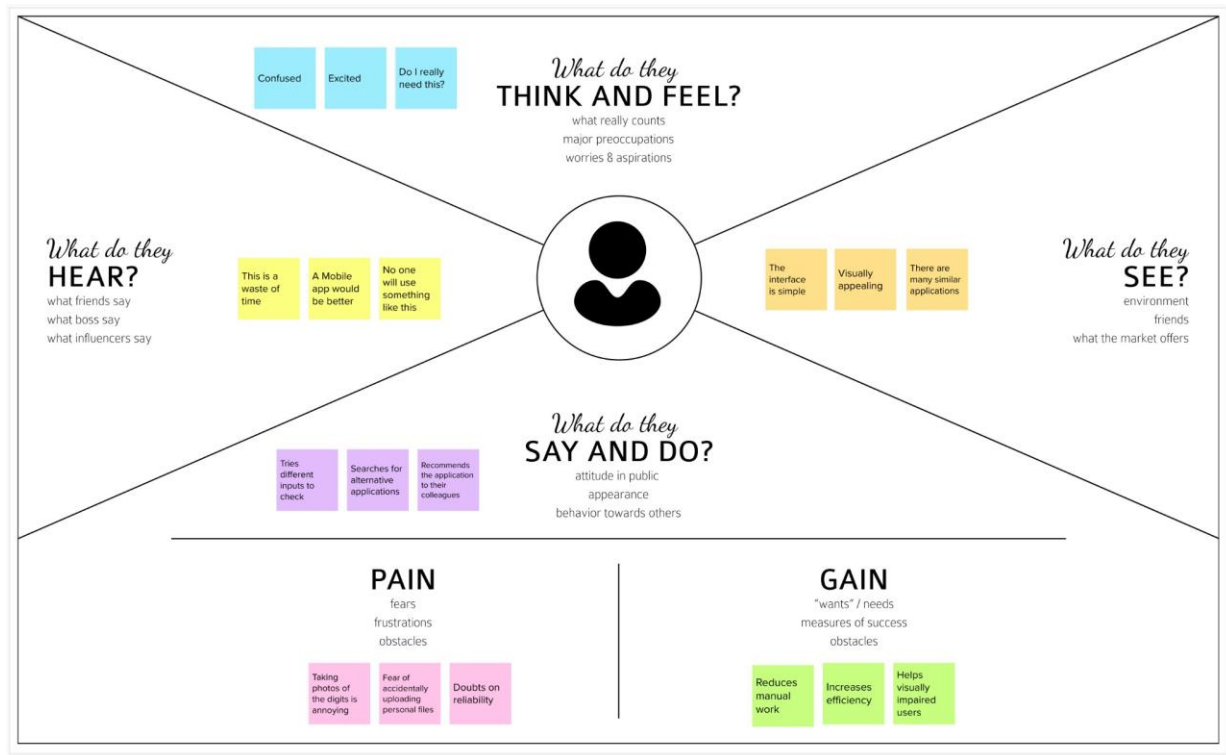 Confused
Excited
Do I really
need this?
What do they
THINK AND FEEL?
what really counts
major preoccupations
worries & aspirations
What do they
HEAR?
what friends say
what boss say
what influencers say
This is a
waste of
time
A Mobile
app would
be better
No one
will use
something
like this
The
interface
is simple
Visually
appealing
There are
many similar
applications
What do they
SEE?
environment
friends
what the market offers
What do they
SAY AND DO?
attitude in public
appearance
behavior towards others
Tries
different
inputs to
check
Searches for
alternative
applications
Recommends
the application
to their
colleagues
PAIN
fears
frustrations
obstacles
Taking
photos of
the digits is
annoying
Fear of
accidentally
uploading
personal files
Doubts on
reliability
GAIN
“wants” / needs
measures of success
obstacles
Reduces
manual
work
Increases
efficiency
Helps
visually
impaired
users